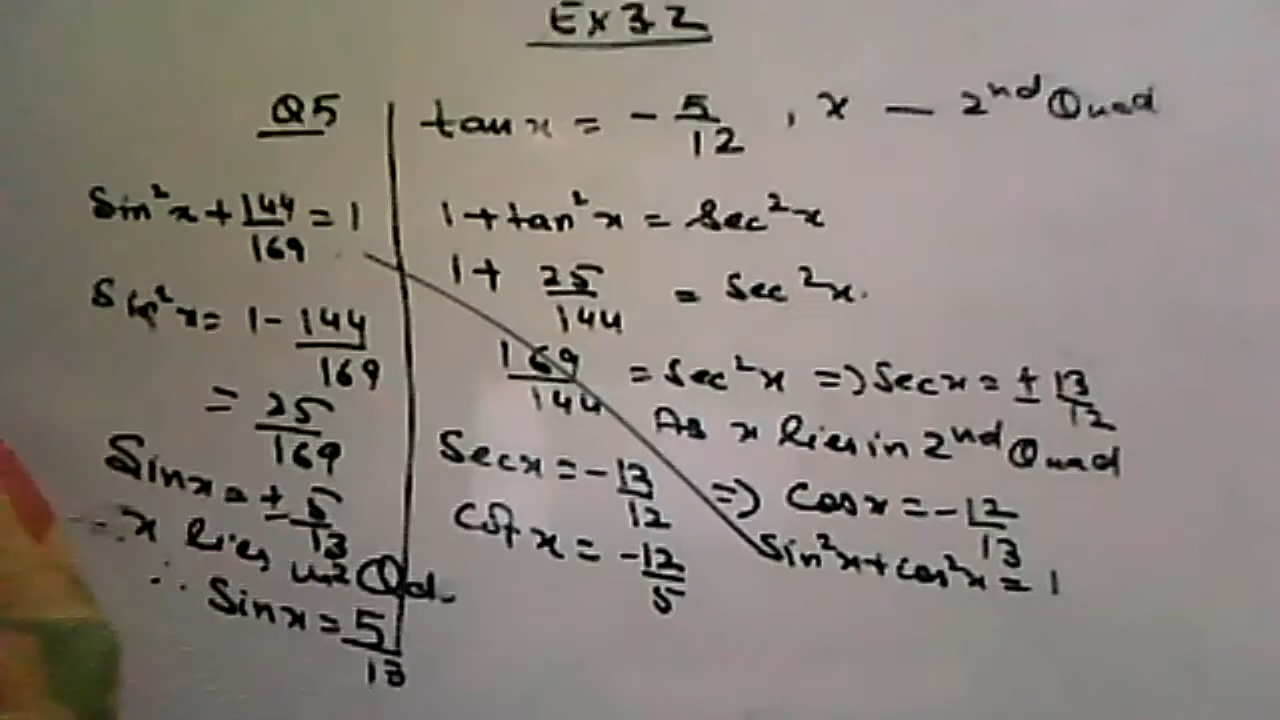 Ex 3.2
Q5
tan x = - 5/12 , x — 2nd Quad
1 + tan²x = Sec²x
1 + 25/144 = Sec²x.
169/144 = Sec²x => Sec x = ± 13/12
As x lies in 2nd Quad
Sec x = - 13/12 => Cos x = - 12/13
Cot x = - 12/5
Sin²x + cos²x = 1
Sin²x + 144/169 = 1
Sin²x = 1 - 144/169
= 25/169
Sin x = ± 5/13
∵ x lies in 2 Qd.
∴ Sin x = 5/13